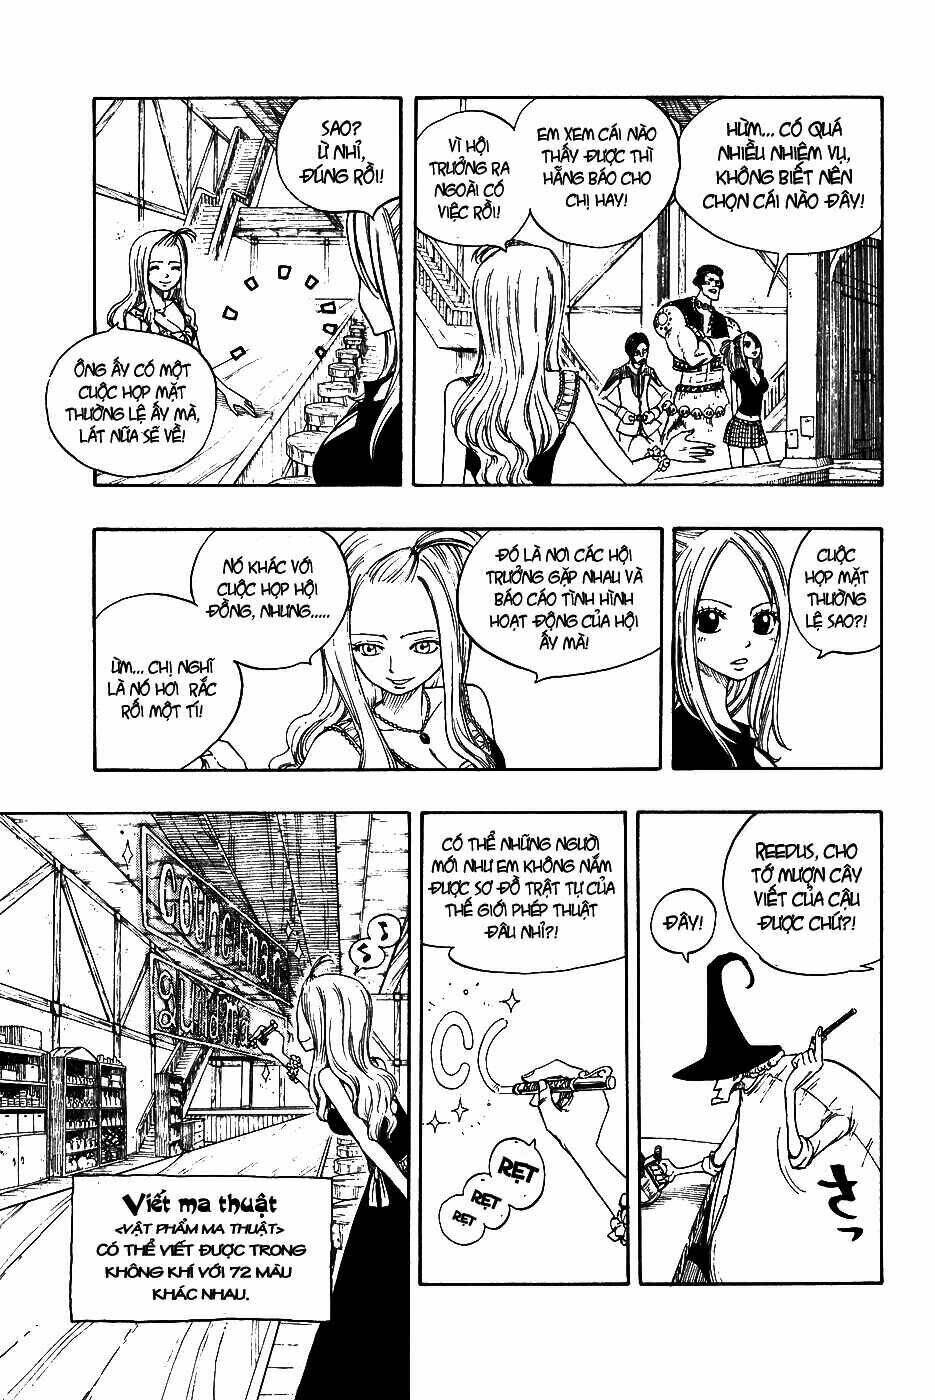 HỪM... CÓ QUÁ
NHIỀU NHIỆM VỤ,
KHÔNG BIẾT NÊN
CHỌN CÁI NÀO ĐÂY!
EM XEM CÁI NÀO
THẤY ĐƯỢC THÌ
HẴNG BÁO CHO
CHỊ HAY!
VÌ HỘI
TRƯỞNG RA
NGOÀI CÓ
VIỆC RỒI!
SAO?
Ừ NHỈ,
ĐÚNG RỒI!
ÔNG ẤY CÓ MỘT
CUỘC HỌP MẶT
THƯỜNG LỆ ẤY MÀ,
LÁT NỮA SẼ VỀ!
CUỘC
HỌP MẶT
THƯỜNG
LỆ SAO?!
ĐÓ LÀ NƠI CÁC HỘI
TRƯỞNG GẶP NHAU VÀ
BÁO CÁO TÌNH HÌNH
HOẠT ĐỘNG CỦA HỘI
ẤY MÀ!
NÓ KHÁC VỚI
CUỘC HỌP HỘI
ĐỒNG, NHƯNG.....
ỪM... CHỊ NGHĨ
LÀ NÓ HƠI RẮC
RỐI MỘT TÍ!
REEDUS, CHO
TỚ MƯỢN CÂY
VIẾT CỦA CẬU
ĐƯỢC CHỨ?!
ĐÂY!
さっ
CÓ THỂ NHỮNG NGƯỜI
MỚI NHƯ EM KHÔNG NẮM
ĐƯỢC SƠ ĐỒ TRẬT TỰ CỦA
THẾ GIỚI PHÉP THUẬT
ĐÂU NHỈ?!
CC
RẸT
RẸT
RẸT
Viết ma thuật
<VẬT PHẨM MA THUẬT>
CÓ THỂ VIẾT ĐƯỢC TRONG
KHÔNG KHÍ VỚI 72 MÀU
KHÁC NHAU.